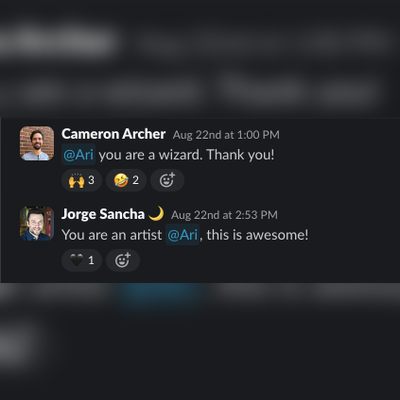 Cameron Archer Aug 22nd at 1:00 PM
@Ari you are a wizard. Thank you!
🙌 3 🤣 2
Jorge Sancha 🌙 Aug 22nd at 2:53 PM
You are an artist @Ari, this is awesome!
🖤 1